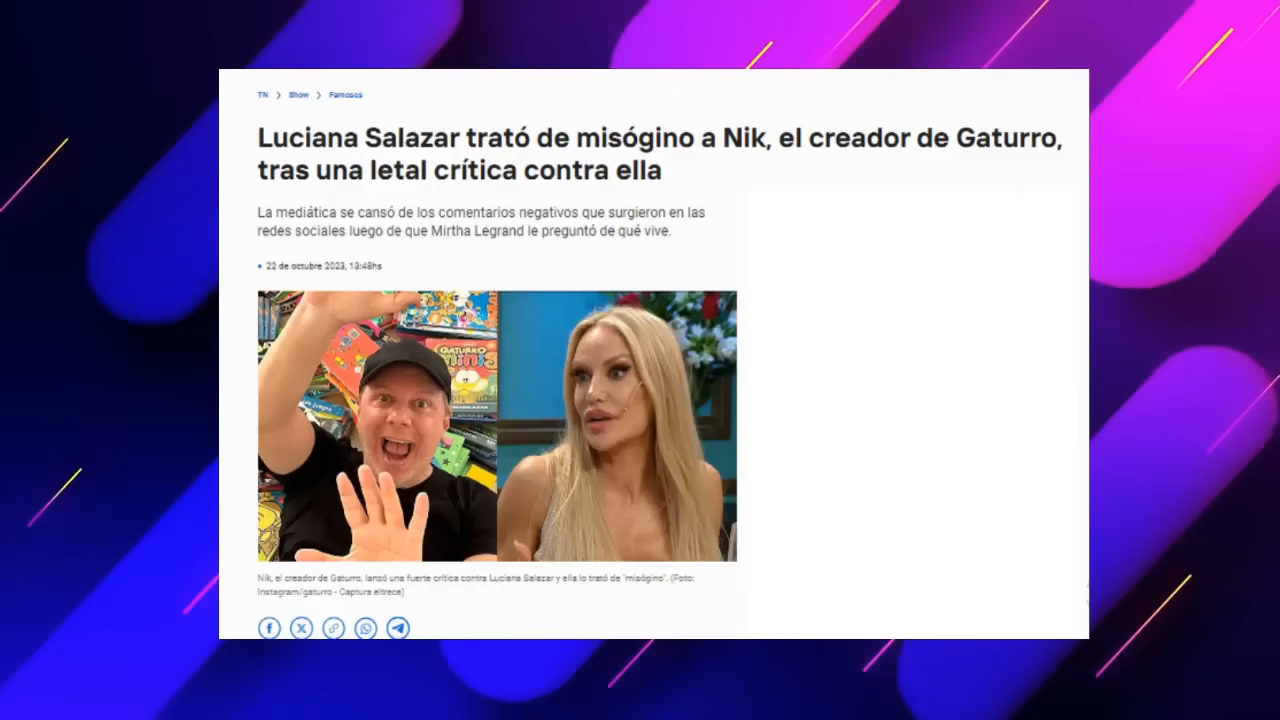 TN > Show > Famosos
Luciana Salazar trató de misógino a Nik, el creador de Gaturro,
tras una letal crítica contra ella
La mediática se cansó de los comentarios negativos que surgieron en las
redes sociales luego de que Mirtha Legrand le preguntó de qué vive.
• 22 de octubre 2023, 13:48hs
GATURRO
Nik, el creador de Gaturro, lanzó una fuerte crítica contra Luciana Salazar y ella lo trató de "misógino". (Foto:
Instagram/gaturro - Captura eltrece)